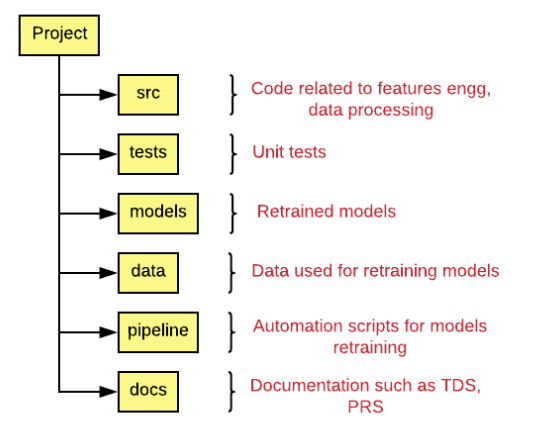 Project
src
Code related to features engg,
data processing
tests
Unit tests
models
Retrained models
data
Data used for retraining models
pipeline
Automation scripts for models
retraining
docs
Documentation such as TDS,
PRS